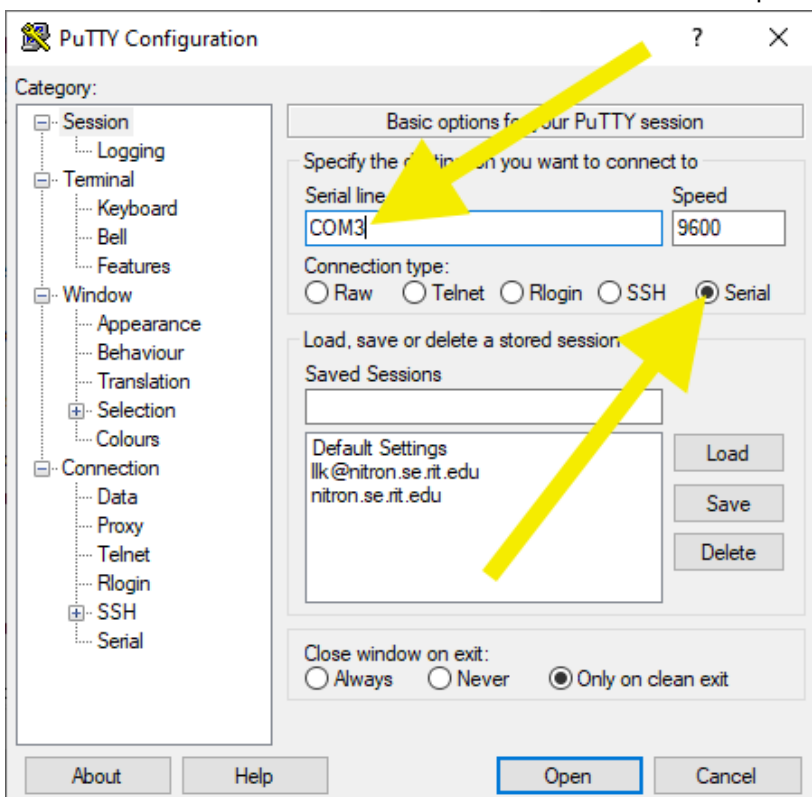 PuTTY Configuration ? ×
Category:
Session
Logging
Terminal
Keyboard
Bell
Features
Window
Appearance
Behaviour
Translation
Selection
Colours
Connection
Data
Proxy
Telnet
Rlogin
SSH
Serial
Basic options for your PuTTY session
Specify the destination you want to connect to
Serial line Speed
COM3 9600
Connection type:
Raw Telnet Rlogin SSH Serial
Load, save or delete a stored session
Saved Sessions
Default Settings
llk@nitron.se.rit.edu
nitron.se.rit.edu
Load
Save
Delete
Close window on exit:
Always Never Only on clean exit
About Help Open Cancel